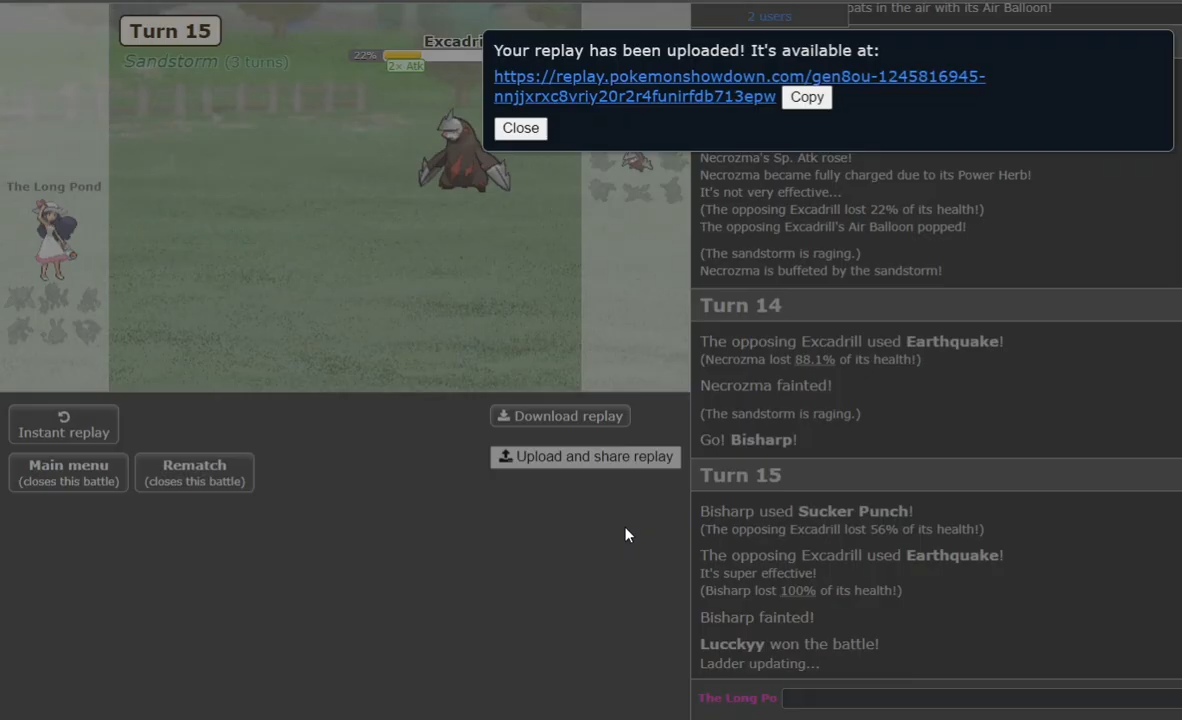 Turn 15
Sandstorm (3 turns)
22%
2x Atk
The Long Pond
2 users
in the air with its Air Balloon!
Your replay has been uploaded! It's available at:
https://replay.pokemonshowdown.com/gen8ou-1245816945-
nnjjxrxc8vriy20r2r4funirfdb713epw Copy
Close
Necrozma's Sp. Atk rose!
Necrozma became fully charged due to its Power Herb!
It's not very effective...
(The opposing Excadrill lost 22% of its health!)
The opposing Excadrill's Air Balloon popped!
(The sandstorm is raging.)
Necrozma is buffeted by the sandstorm!
Turn 14
The opposing Excadrill used Earthquake!
(Necrozma lost 88.1% of its health!)
Necrozma fainted!
(The sandstorm is raging.)
Go! Bisharp!
Turn 15
Bisharp used Sucker Punch!
(The opposing Excadrill lost 56% of its health!)
The opposing Excadrill used Earthquake!
It's super effective!
(Bisharp lost 100% of its health!)
Bisharp fainted!
Lucckyy won the battle!
Ladder updating...
The Long Po
Instant replay
Main menu
(closes this battle)
Rematch
(closes this battle)
Download replay
Upload and share replay